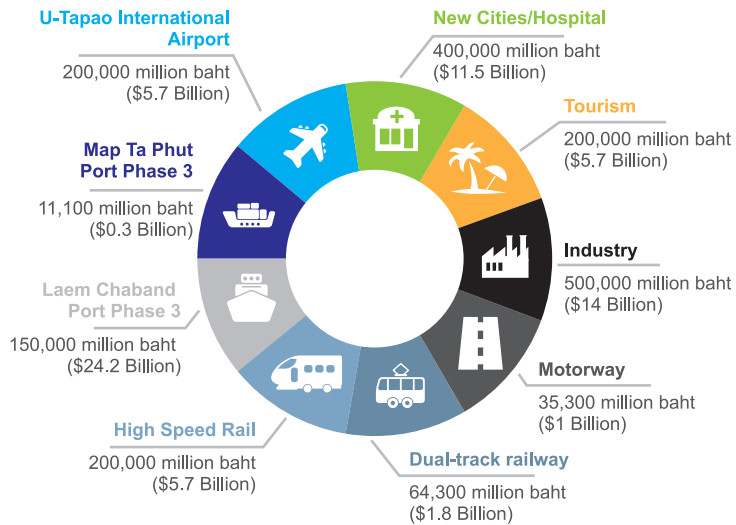 U-Tapao International
Airport
200,000 million baht
($5.7 Billion)
New Cities/Hospital
400,000 million baht
($11.5 Billion)
Tourism
200,000 million baht
($5.7 Billion)
Map Ta Phut
Port Phase 3
11,100 million baht
($0.3 Billion)
Industry
500,000 million baht
($14 Billion)
Laem Chaband
Port Phase 3
150,000 million baht
($24.2 Billion)
Motorway
35,300 million baht
($1 Billion)
High Speed Rail
200,000 million baht
($5.7 Billion)
Dual-track railway
64,300 million baht
($1.8 Billion)